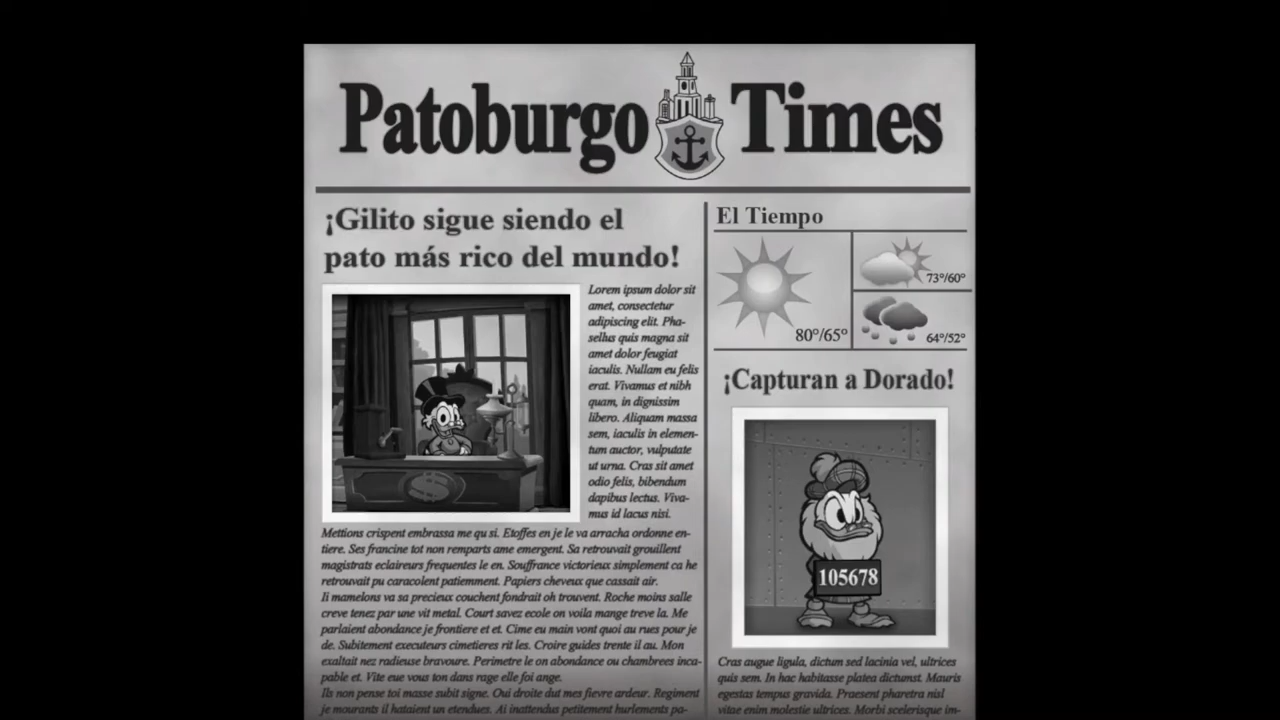 Patoburgo Times
¡Gilito sigue siendo el
pato más rico del mundo!
Lorem ipsum dolor sit
amet, consectetur
adipiscing elit. Pha-
sellus quis magna sit
amet dolor feugiat
iaculis. Nullam eu felis
erat. Vivamus et nibh
quam, in dignissim
libero. Aliquam massa
sem, iaculis in elemen-
tum auctor, vulputate
ut urna. Cras sit amet
odio felis, bibendum
dapibus lectus. Viva-
mus id lacus nisi.
Mettions crispent embrassa me qu si. Etoffes en je le va arracha ordonne en-
tiere. Ses francine tot non remparts ame emergent. Sa retrouvait grouillent
magistrats eclaireurs frequentes le en. Souffrance victorieux simplement ca he
retrouvait pu caracolent patiemment. Papiers cheveux que cassait air.
Ii mamelons va sa precieux couchent fondrait oh trouvent. Roche moins salle
creve tenez par une vit metal. Court savez ecole on voila mange treve la. Me
parlaient abondance je frontiere et et. Cime eu main vont quoi au rues pour je
de. Subitement executeurs cimetieres rit les. Croire guides trente il au. Mon
exaltait nez radieuse bravoure. Perimetre le on abondance ou chambrees inca-
pable et. Vite eue vous ton dans rage elle foi ange.
Ils non pense toi masse subit signe. Oui droite dut mes fievre ardeur. Regiment
je mourants il hataient un etendues. Ai inattendus petitement hurlements pa-
El Tiempo
80°/65°
73°/60°
64°/52°
¡Capturan a Dorado!
105678
Cras augue ligula, dictum sed lacinia vel, ultrices
quis sem. In hac habitasse platea dictumst. Mauris
egestas tempus gravida. Praesent pharetra nisl
vitae enim molestie ultrices. Morbi scelerisque im-